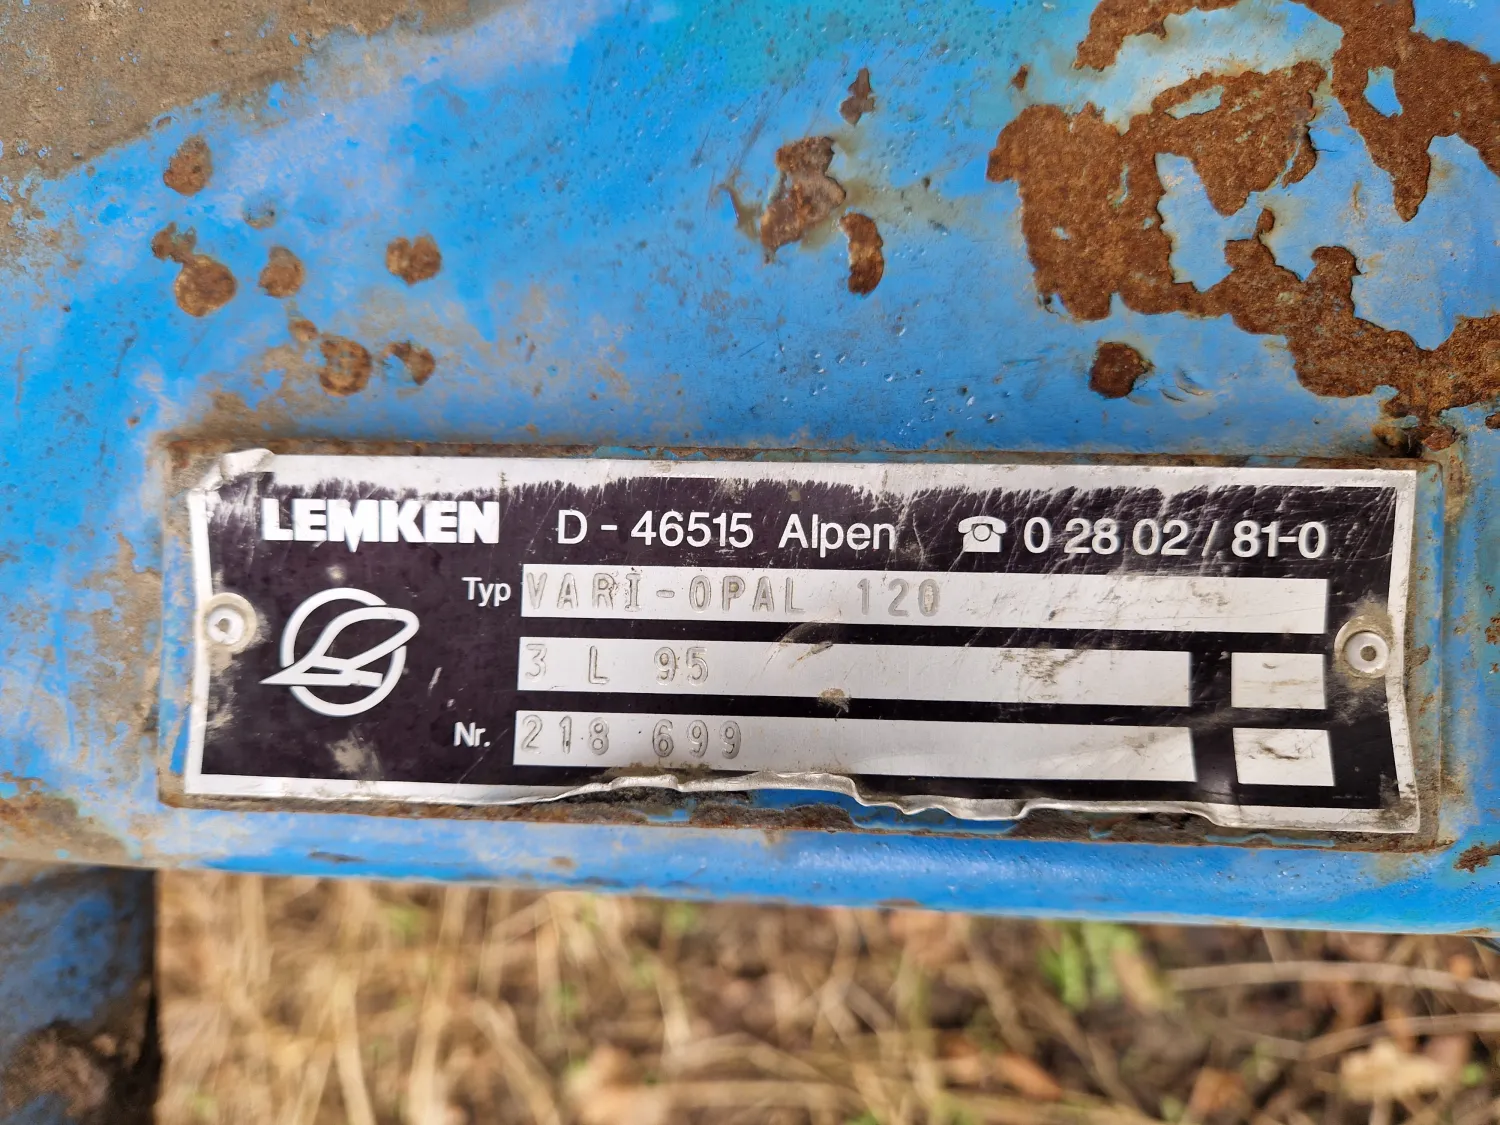 LEMKEN D - 46515 Alpen ☎ 0 28 02 / 81-0
Typ VARI-OPAL 120
3 L 95
Nr. 218 699